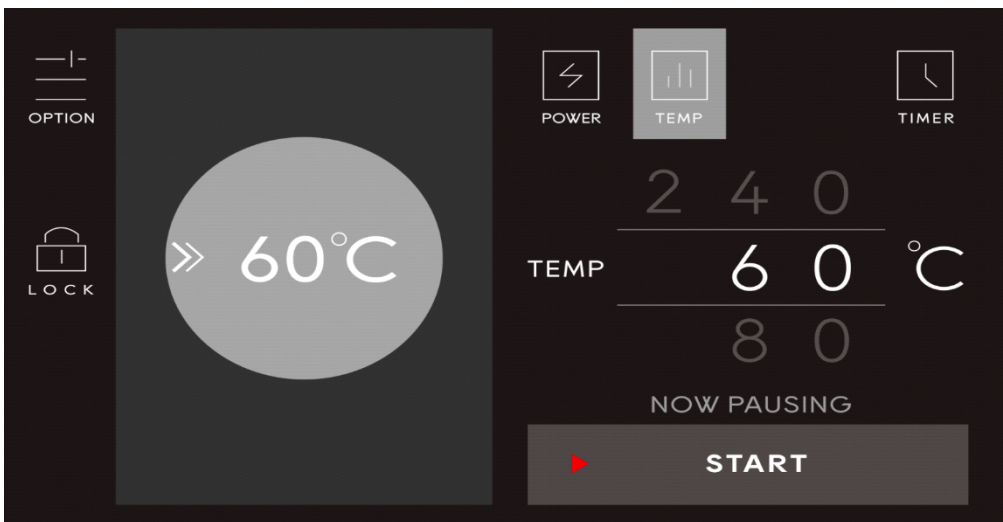 OPTION
LOCK
» 60°C
POWER
TEMP
TIMER
240
TEMP 60 °C
80
NOW PAUSING
START